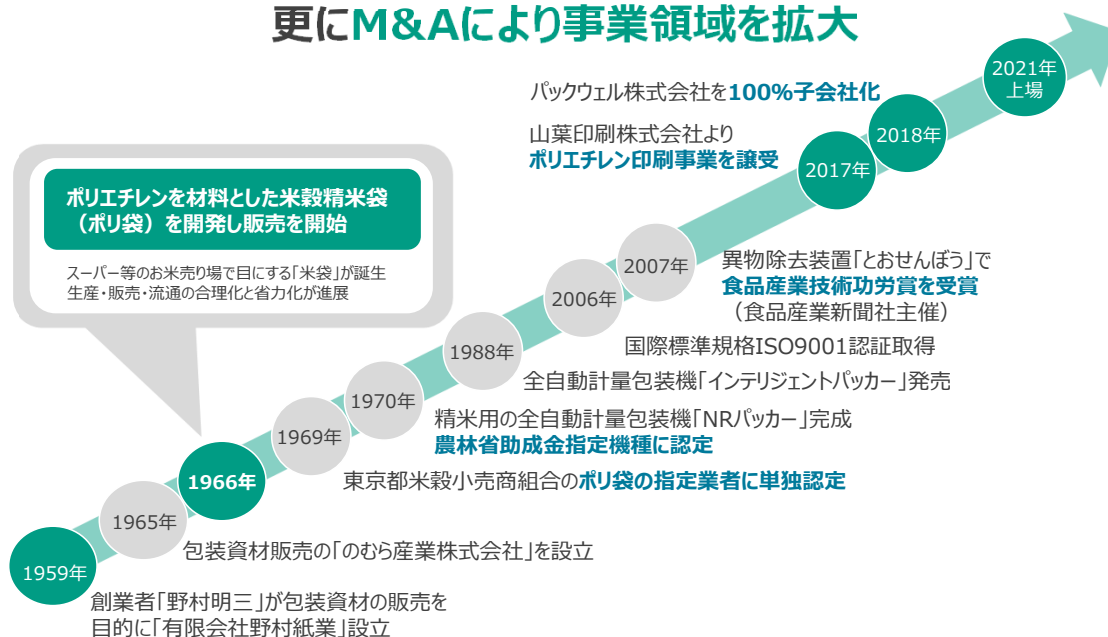 更にM&Aにより事業領域を拡大
2021年
上場
パックウェル株式会社を100%子会社化
2018年
山葉印刷株式会社より
ポリエチレン印刷事業を譲受
2017年
ポリエチレンを材料とした米穀精米袋
（ポリ袋）を開発し販売を開始
スーパー等のお米売り場で目にする「米袋」が誕生
生産・販売・流通の合理化と省力化が進展
2007年
異物除去装置「とおせんぼう」で
食品産業技術功労賞を受賞
（食品産業新聞社主催）
2006年
国際標準規格ISO9001認証取得
1988年
全自動計量包装機「インテリジェントパッカー」発売
1970年
精米用の全自動計量包装機「NRパッカー」完成
農林省助成金指定機種に認定
1969年
東京都米穀小売商組合のポリ袋の指定業者に単独認定
1966年
1965年
包装資材販売の「のむら産業株式会社」を設立
1959年
創業者「野村明三」が包装資材の販売を
目的に「有限会社野村紙業」設立